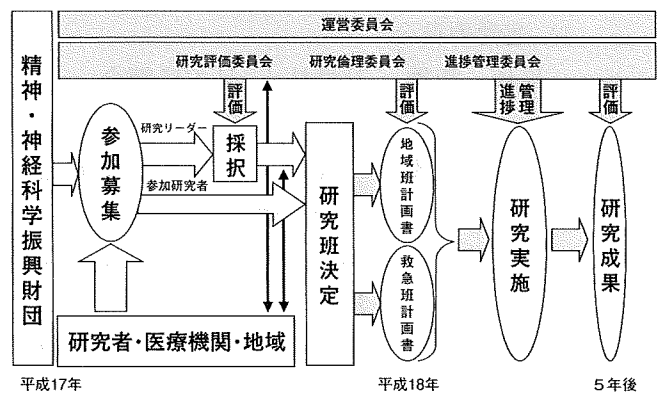 運営委員会
研究評価委員会
研究倫理委員会
進捗管理委員会
精神・神経科学振興財団
評価
評価
進捗
管理
評価
参加募集
研究リーダー
採択
参加研究者
研究班決定
地域班計画書
救急班計画書
研究実施
研究成果
研究者・医療機関・地域
平成17年
平成18年
5年後